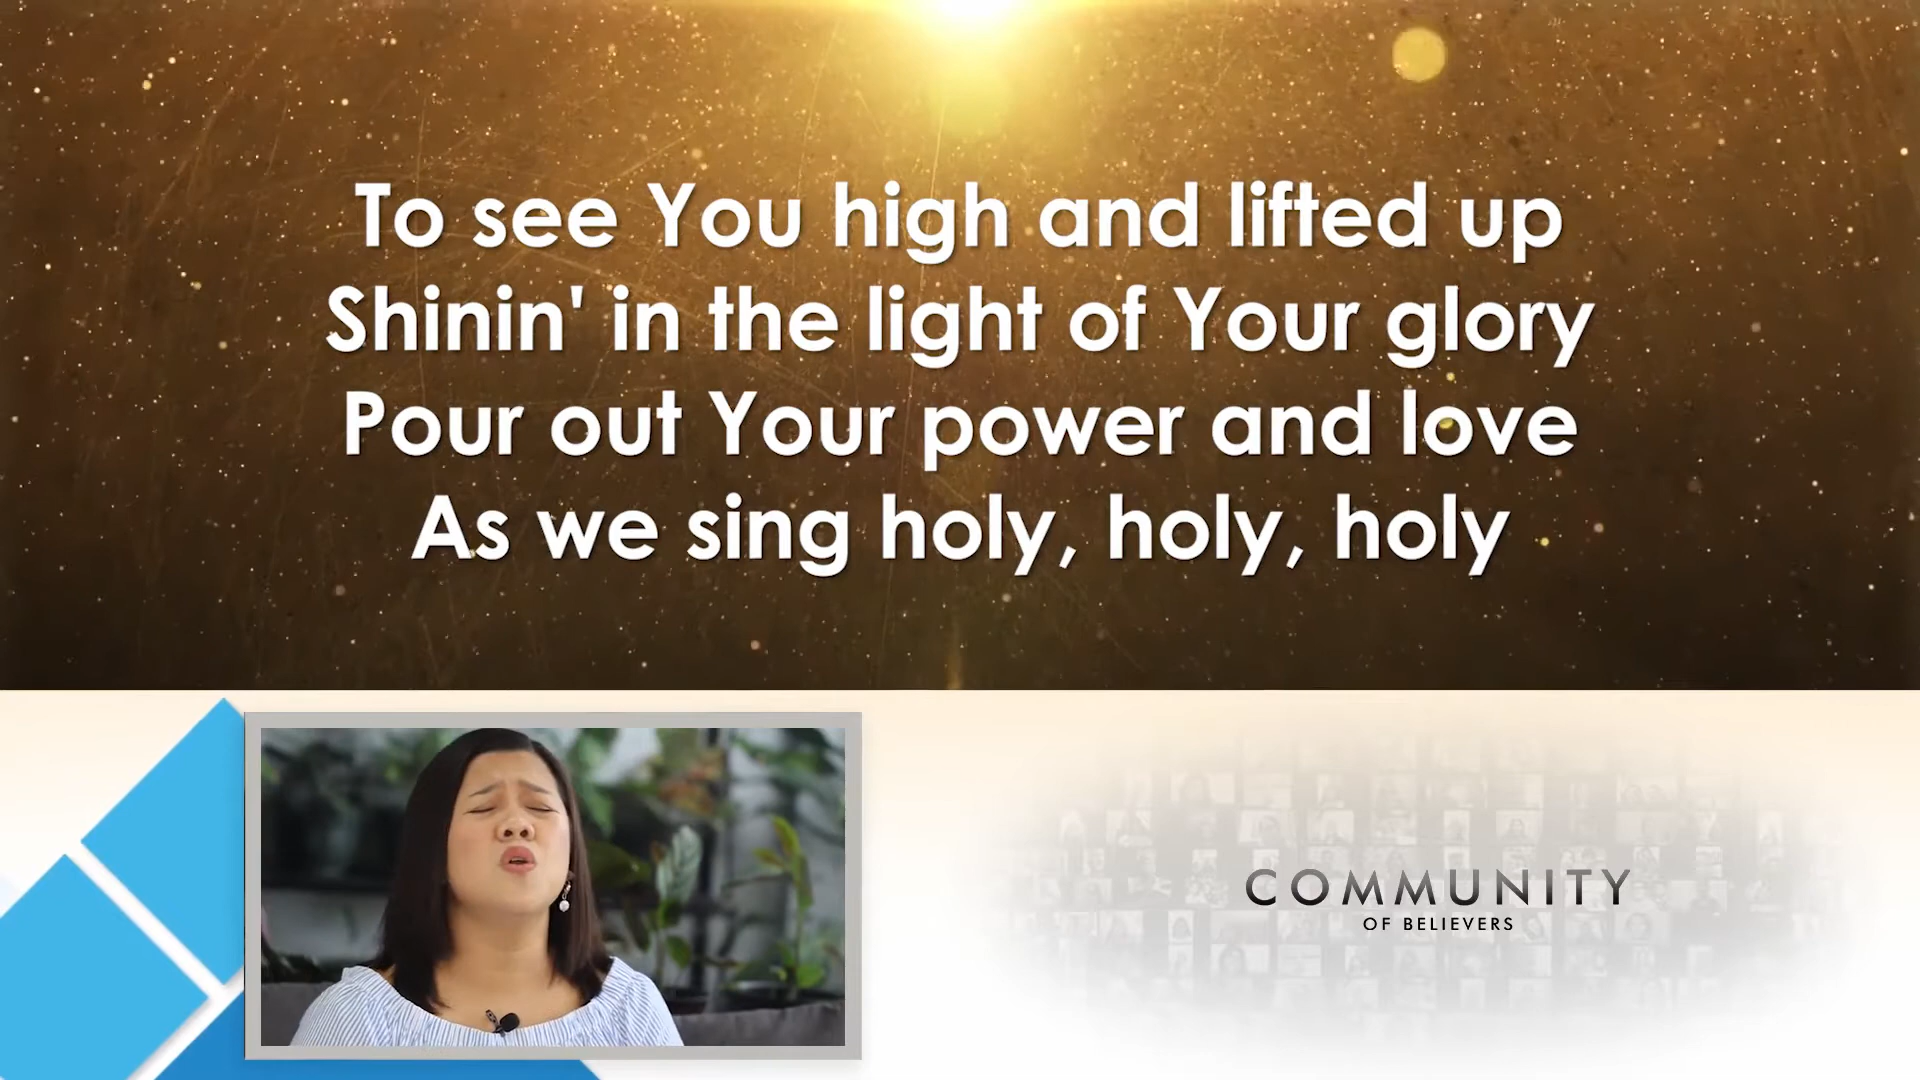 To see You high and lifted up
Shinin' in the light of Your glory
Pour out Your power and love
As we sing holy, holy, holy
COMMUNITY
OF BELIEVERS